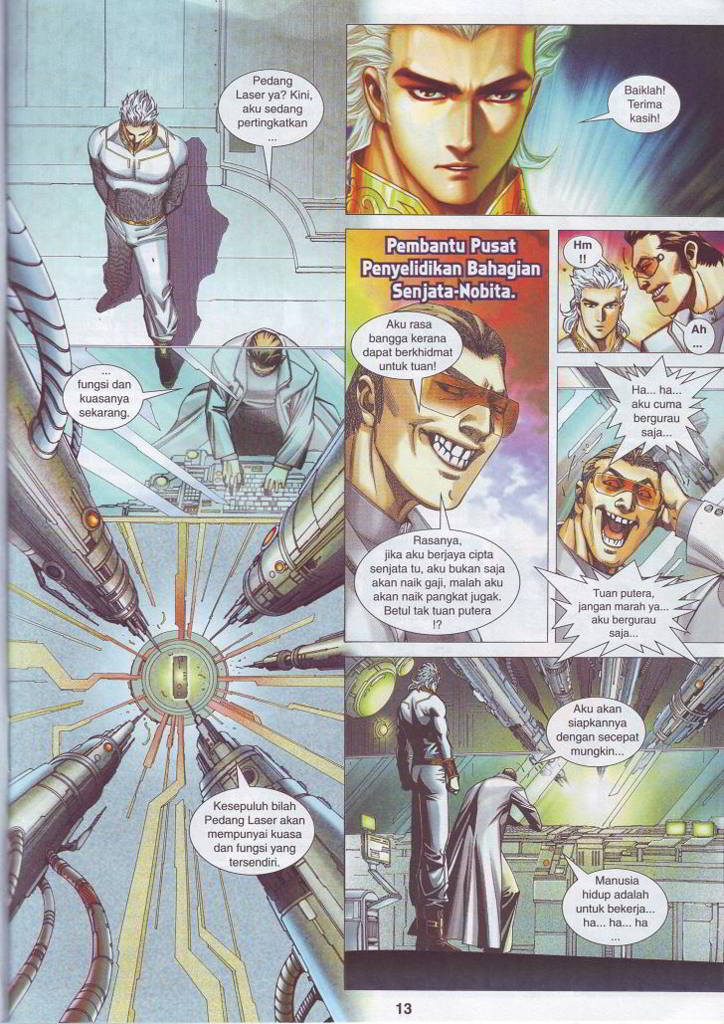 Pedang
Laser ya? Kini,
aku sedang
pertingkatkan
...
...
fungsi dan
kuasanya
sekarang.
Kesepuluh bilah
Pedang Laser akan
mempunyai kuasa
dan fungsi yang
tersendiri.
Baiklah!
Terima
kasih!
Pembantu Pusat
Penyelidikan Bahagian
Senjata-Nobita.
Aku rasa
bangga kerana
dapat berkhidmat
untuk tuan!
Rasanya,
jika aku berjaya cipta
senjata tu, aku bukan saja
akan naik gaji, malah aku
akan naik pangkat jugak.
Betul tak tuan putera
!?
Hm
!!
Ah
...
Ha... ha...
aku cuma
bergurau
saja...
Tuan putera,
jangan marah ya...
aku bergurau
saja...
Aku akan
siapkannya
dengan secepat
mungkin...
Manusia
hidup adalah
untuk bekerja...
ha... ha... ha
...
13